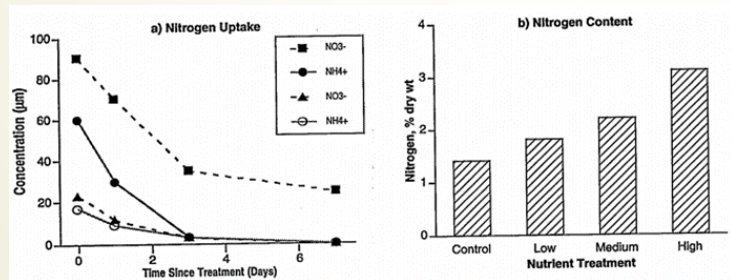 a) Nitrogen Uptake
100
80
60
40
20
0
Concentration (µm)
NO3-
NH4+
NO3-
NH4+
0
2
4
6
Time Since Treatment (Days)
b) Nitrogen Content
4
3
2
1
0
Nitrogen, % dry wt
Control
Low
Medium
High
Nutrient Treatment